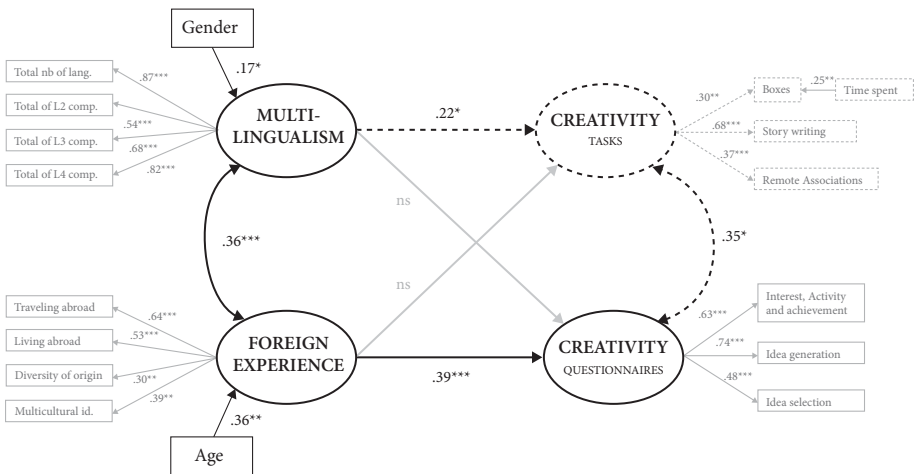 Gender
.17*
Total nb of lang.
Total of L2 comp.
Total of L3 comp.
Total of L4 comp.
.87***
.54***
.68***
.82***
MULTI-
LINGUALISM
.22*
CREATIVITY
TASKS
.30**
.68***
.37***
Boxes
.25**
Time spent
Story writing
Remote Associations
ns
ns
.36***
.35*
Traveling abroad
Living abroad
Diversity of origin
Multicultural id.
.64***
.53***
.30**
.39**
FOREIGN
EXPERIENCE
.39***
CREATIVITY
QUESTIONNAIRES
.63***
.74***
.48***
Interest, Activity
and achievement
Idea generation
Idea selection
.36**
Age